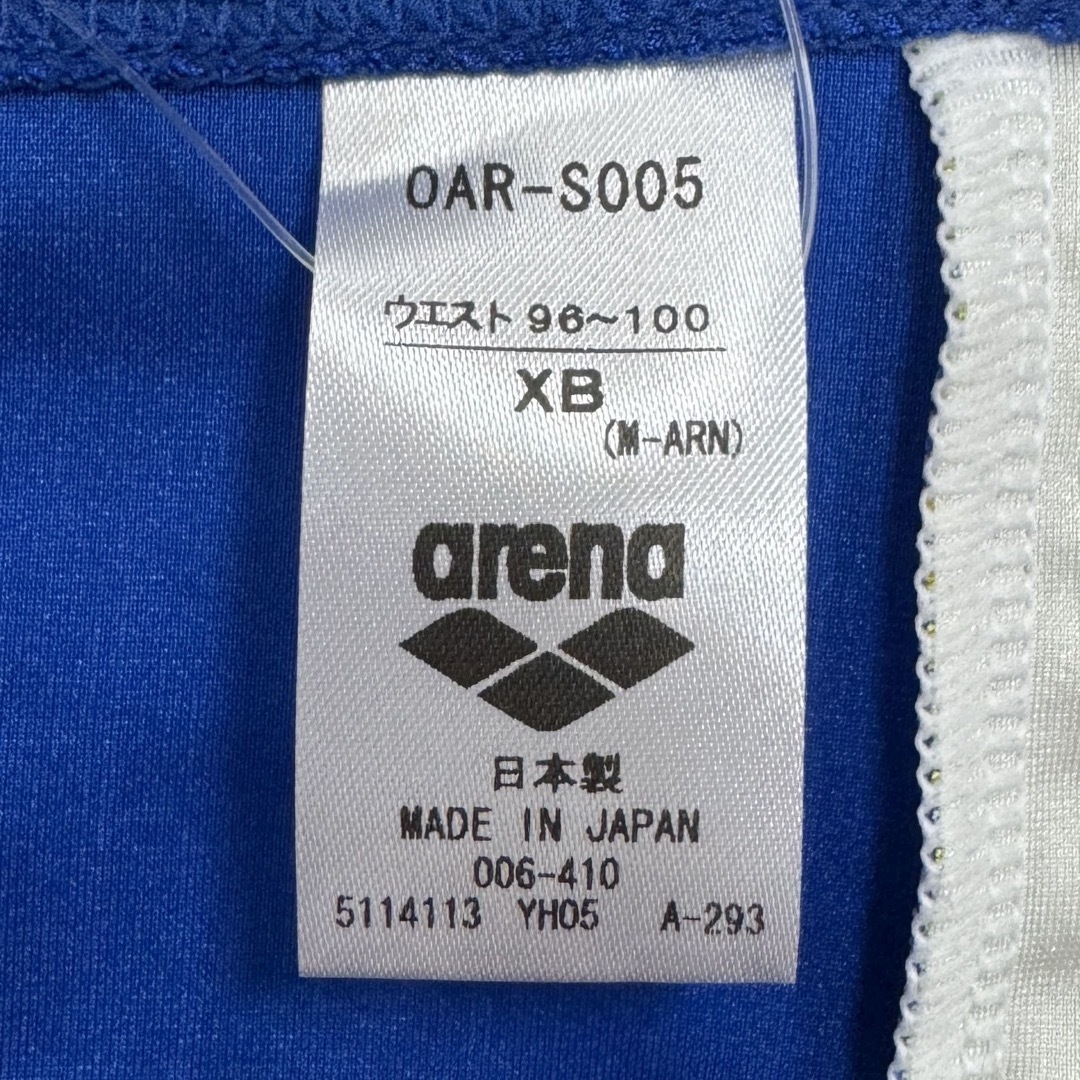 OAR-S005
ウエスト96~100
XB
(M-ARN)
arena
日本製
MADE IN JAPAN
006-410
5114113 YH05 A-293